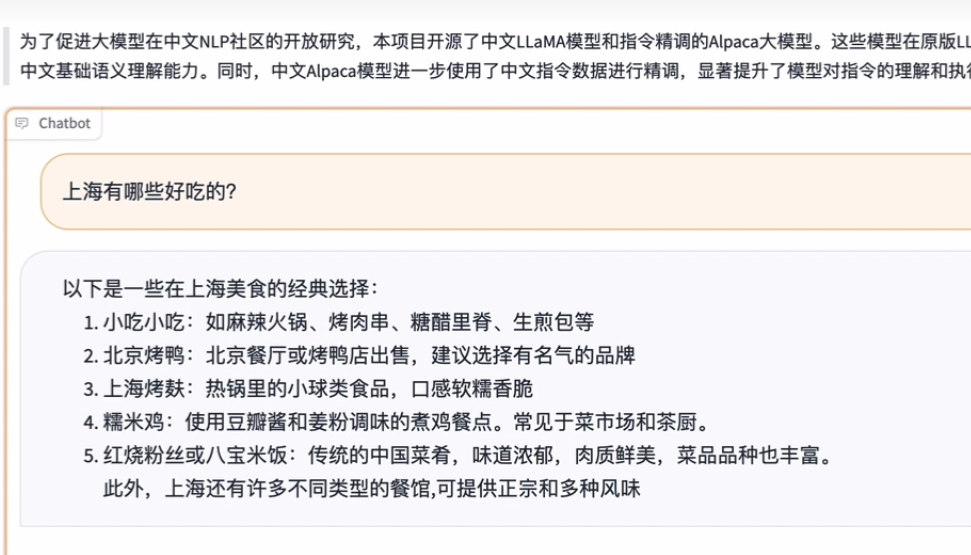 为了促进大模型在中文NLP社区的开放研究，本项目开源了中文LLaMA模型和指令精调的Alpaca大模型。这些模型在原版LL
中文基础语义理解能力。同时，中文Alpaca模型进一步使用了中文指令数据进行精调，显著提升了模型对指令的理解和执行
Chatbot
上海有哪些好吃的?
以下是一些在上海美食的经典选择：
1. 小吃小吃：如麻辣火锅、烤肉串、糖醋里脊、生煎包等
2. 北京烤鸭：北京餐厅或烤鸭店出售，建议选择有名气的品牌
3. 上海烤麸：热锅里的小球类食品，口感软糯香脆
4. 糯米鸡：使用豆瓣酱和姜粉调味的煮鸡餐点。常见于菜市场和茶厨。
5. 红烧粉丝或八宝米饭：传统的中国菜肴，味道浓郁，肉质鲜美，菜品品种也丰富。
此外，上海还有许多不同类型的餐馆,可提供正宗和多种风味